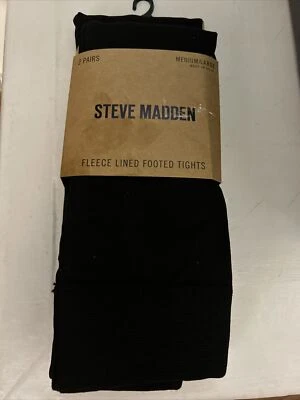 2 PAIRS
MEDIUM/LARGE
STEVE MADDEN
FLEECE LINED FOOTED TIGHTS